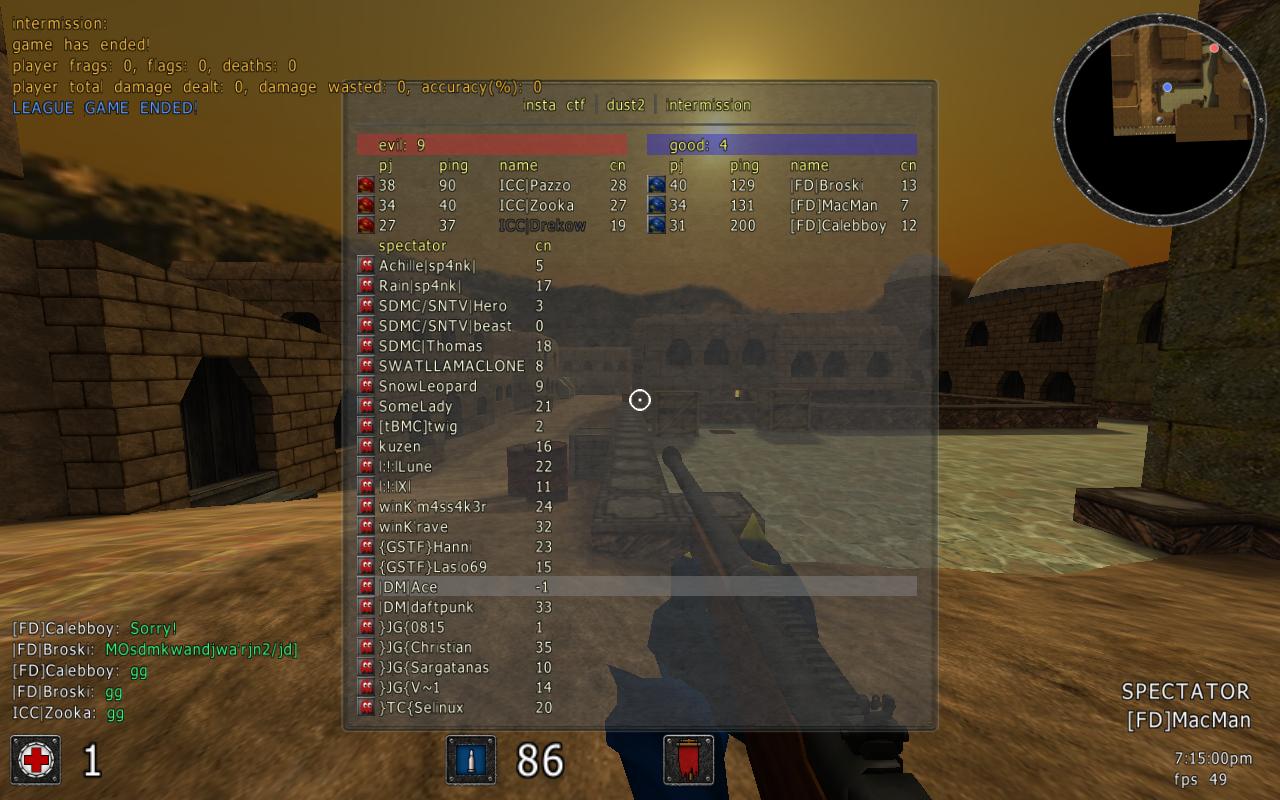 intermission:
game has ended!
player frags: 0, flags: 0, deaths: 0
player total damage dealt: 0, damage wasted: 0, accuracy(%): 0
LEAGUE GAME ENDED!
insta ctf | dust2 | intermission
evil: 9
pj ping name cn
38 90 ICC|Pazzo 28
34 40 ICC|Zooka 27
27 37 ICC|Drekow 19
good: 4
pj ping name cn
40 129 |FD|Broski 13
34 131 [FD]MacMan 7
31 200 [FD]Calebboy 12
spectator cn
Achille|sp4nk| 5
Rain|sp4nk| 17
SDMC/SNTV|Hero 3
SDMC/SNTV|beast 0
SDMC|Thomas 18
SWATLLAMACLONE 8
SnowLeopard 9
SomeLady 21
[tBMC]twig 2
kuzen 16
|:!:|Lune 22
|:!:|X| 11
winK'm4ss4k3r 24
winK'rave 32
{GSTF}Hanni 23
{GSTF}Laslo69 15
|DM|Ace -1
|DM|daftpunk 33
}JG{0815 1
}JG{Christian 35
}JG{Sargatanas 10
}JG{V~1 14
}TC{Selinux 20
[FD]Calebboy: Sorry!
|FD|Broski: MOsdmkwandjwa'rjn2/jd]
[FD]Calebboy: gg
|FD|Broski: gg
ICC|Zooka: gg
1
86
SPECTATOR
[FD]MacMan
7:15:00pm
fps 49